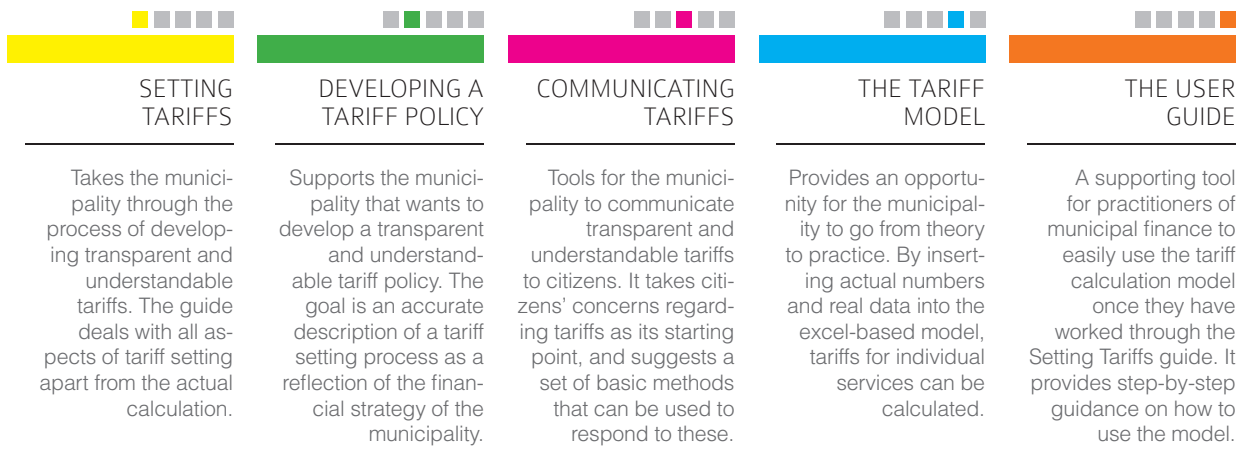 SETTING
TARIFFS
Takes the munici-
pality through the
process of develop-
ing transparent and
understandable
tariffs. The guide
deals with all as-
pects of tariff setting
apart from the actual
calculation.
DEVELOPING A
TARIFF POLICY
Supports the munici-
pality that wants to
develop a transparent
and understand-
able tariff policy. The
goal is an accurate
description of a tariff
setting process as a
reflection of the finan-
cial strategy of the
municipality.
COMMUNICATING
TARIFFS
Tools for the munici-
pality to communicate
transparent and
understandable tariffs
to citizens. It takes citi-
zens’ concerns regard-
ing tariffs as its starting
point, and suggests a
set of basic methods
that can be used to
respond to these.
THE TARIFF
MODEL
Provides an opportu-
nity for the municipal-
ity to go from theory
to practice. By insert-
ing actual numbers
and real data into the
excel-based model,
tariffs for individual
services can be
calculated.
THE USER
GUIDE
A supporting tool
for practitioners of
municipal finance to
easily use the tariff
calculation model
once they have
worked through the
Setting Tariffs guide. It
provides step-by-step
guidance on how to
use the model.